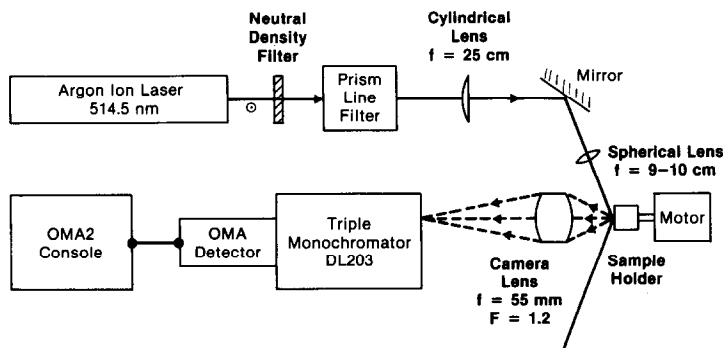 Neutral
Density
Filter
Cylindrical
Lens
f = 25 cm
Mirror
Argon Ion Laser
514.5 nm
Prism
Line
Filter
Spherical Lens
f = 9–10 cm
OMA2
Console
OMA
Detector
Triple
Monochromator
DL203
Motor
Camera
Lens
f = 55 mm
F = 1.2
Sample
Holder